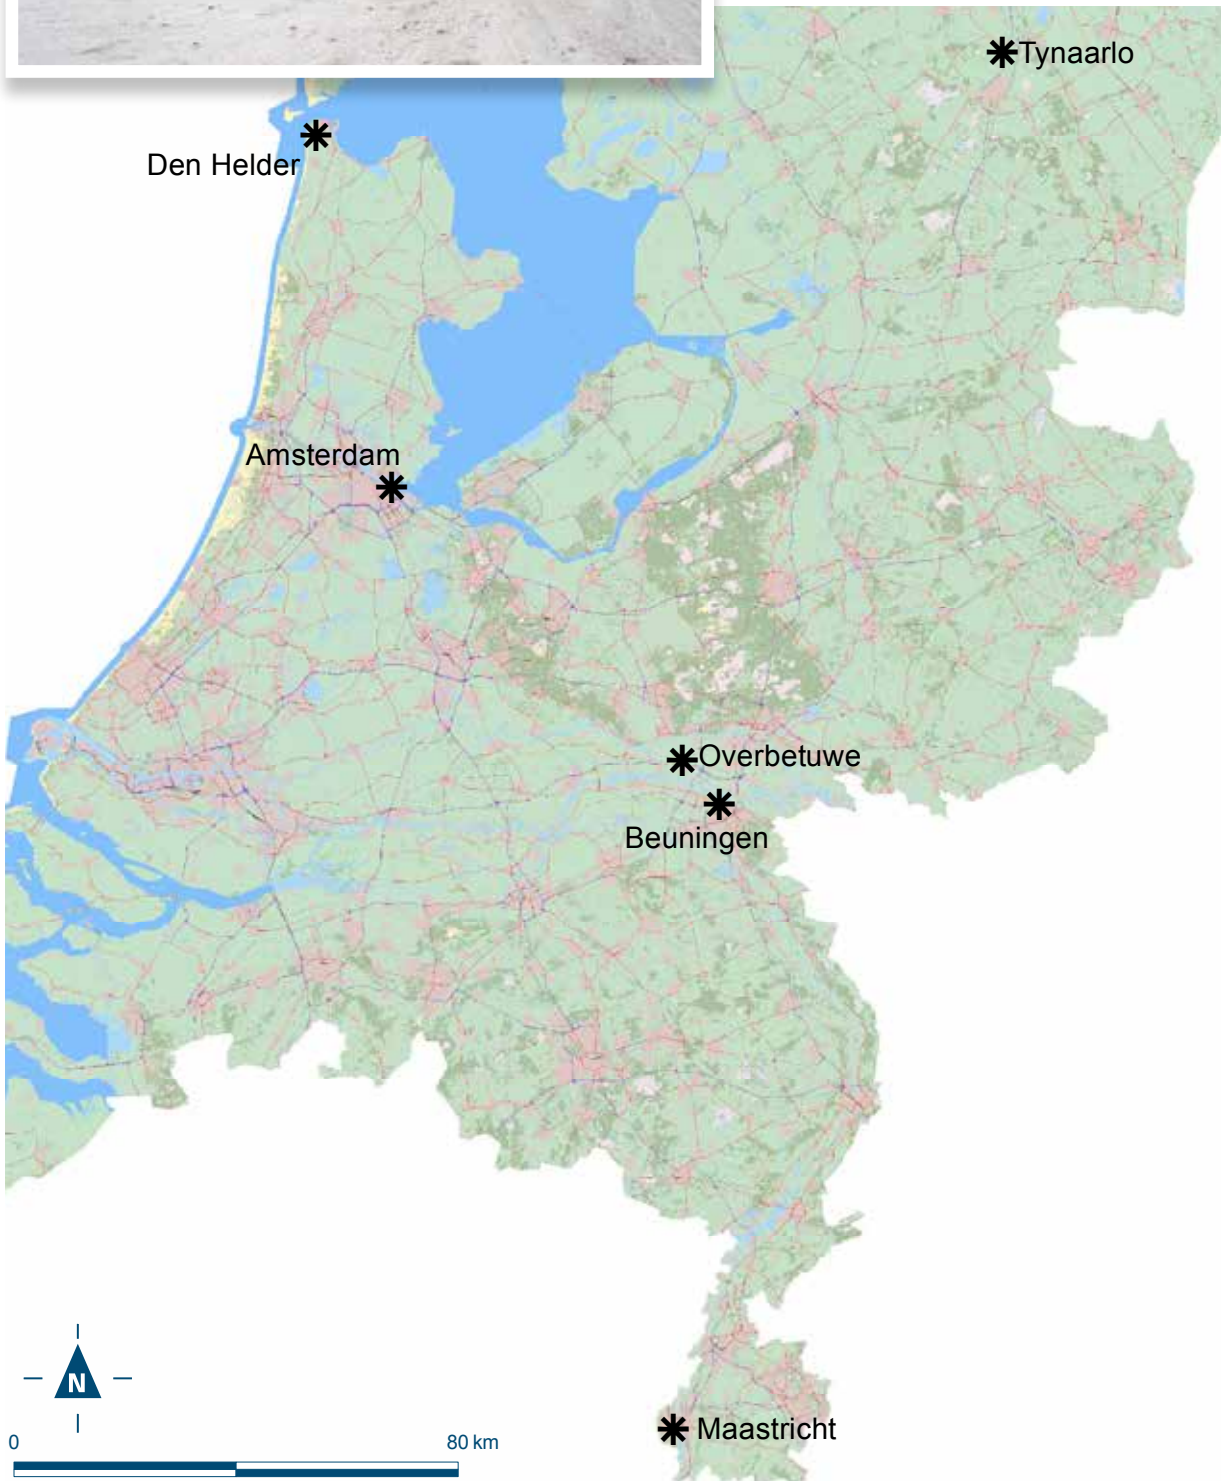 Tynaarlo
Den Helder
Amsterdam
Overbetuwe
Beuningen
N
0 80 km
Maastricht